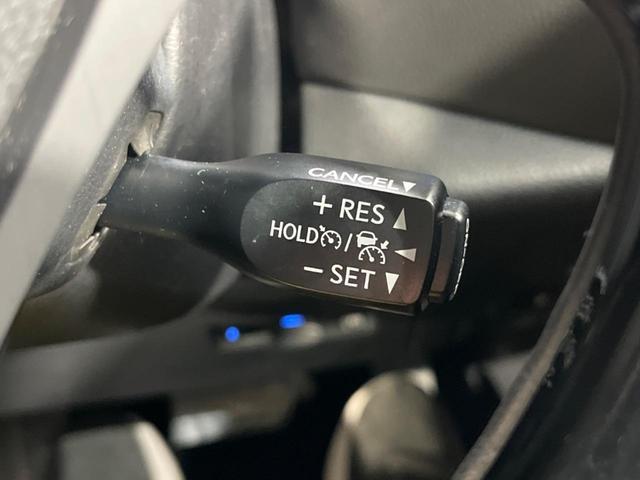 CANCEL▼
+ RES ▲
HOLD / ◀
− SET ▼